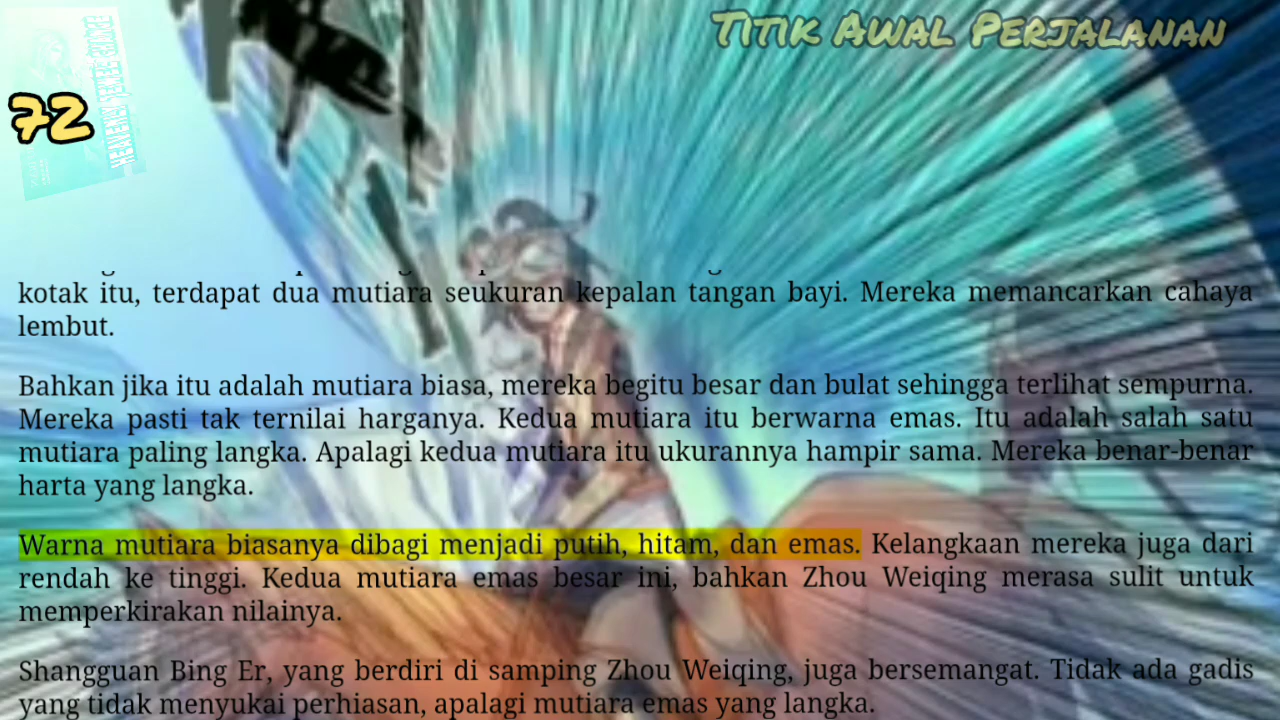 Titik Awal Perjalanan
72
HEAVENLY JEWEL CHANGE
kotak itu, terdapat dua mutiara seukuran kepalan tangan bayi. Mereka memancarkan cahaya
lembut.
Bahkan jika itu adalah mutiara biasa, mereka begitu besar dan bulat sehingga terlihat sempurna.
Mereka pasti tak ternilai harganya. Kedua mutiara itu berwarna emas. Itu adalah salah satu
mutiara paling langka. Apalagi kedua mutiara itu ukurannya hampir sama. Mereka benar-benar
harta yang langka.
Warna mutiara biasanya dibagi menjadi putih, hitam, dan emas. Kelangkaan mereka juga dari
rendah ke tinggi. Kedua mutiara emas besar ini, bahkan Zhou Weiqing merasa sulit untuk
memperkirakan nilainya.
Shangguan Bing Er, yang berdiri di samping Zhou Weiqing, juga bersemangat. Tidak ada gadis
yang tidak menyukai perhiasan, apalagi mutiara emas yang langka.